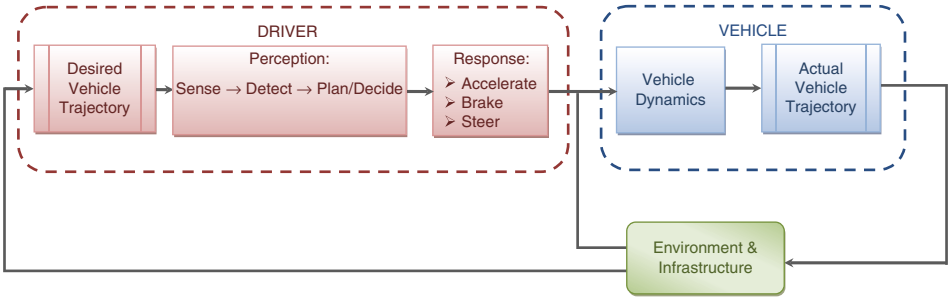 DRIVER
Desired
Vehicle
Trajectory
Perception:
Sense → Detect → Plan/Decide
Response:
➢ Accelerate
➢ Brake
➢ Steer
VEHICLE
Vehicle
Dynamics
Actual
Vehicle
Trajectory
Environment &
Infrastructure